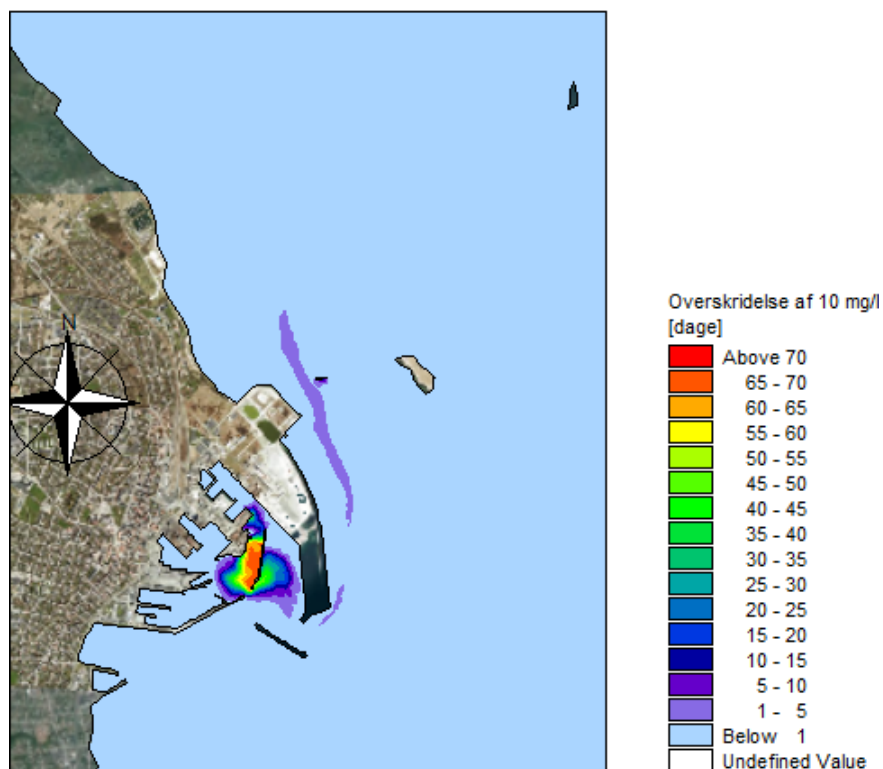 N
Overskridelse af 10 mg/l
[dage]
Above 70
65 - 70
60 - 65
55 - 60
50 - 55
45 - 50
40 - 45
35 - 40
30 - 35
25 - 30
20 - 25
15 - 20
10 - 15
5 - 10
1 - 5
Below 1
Undefined Value